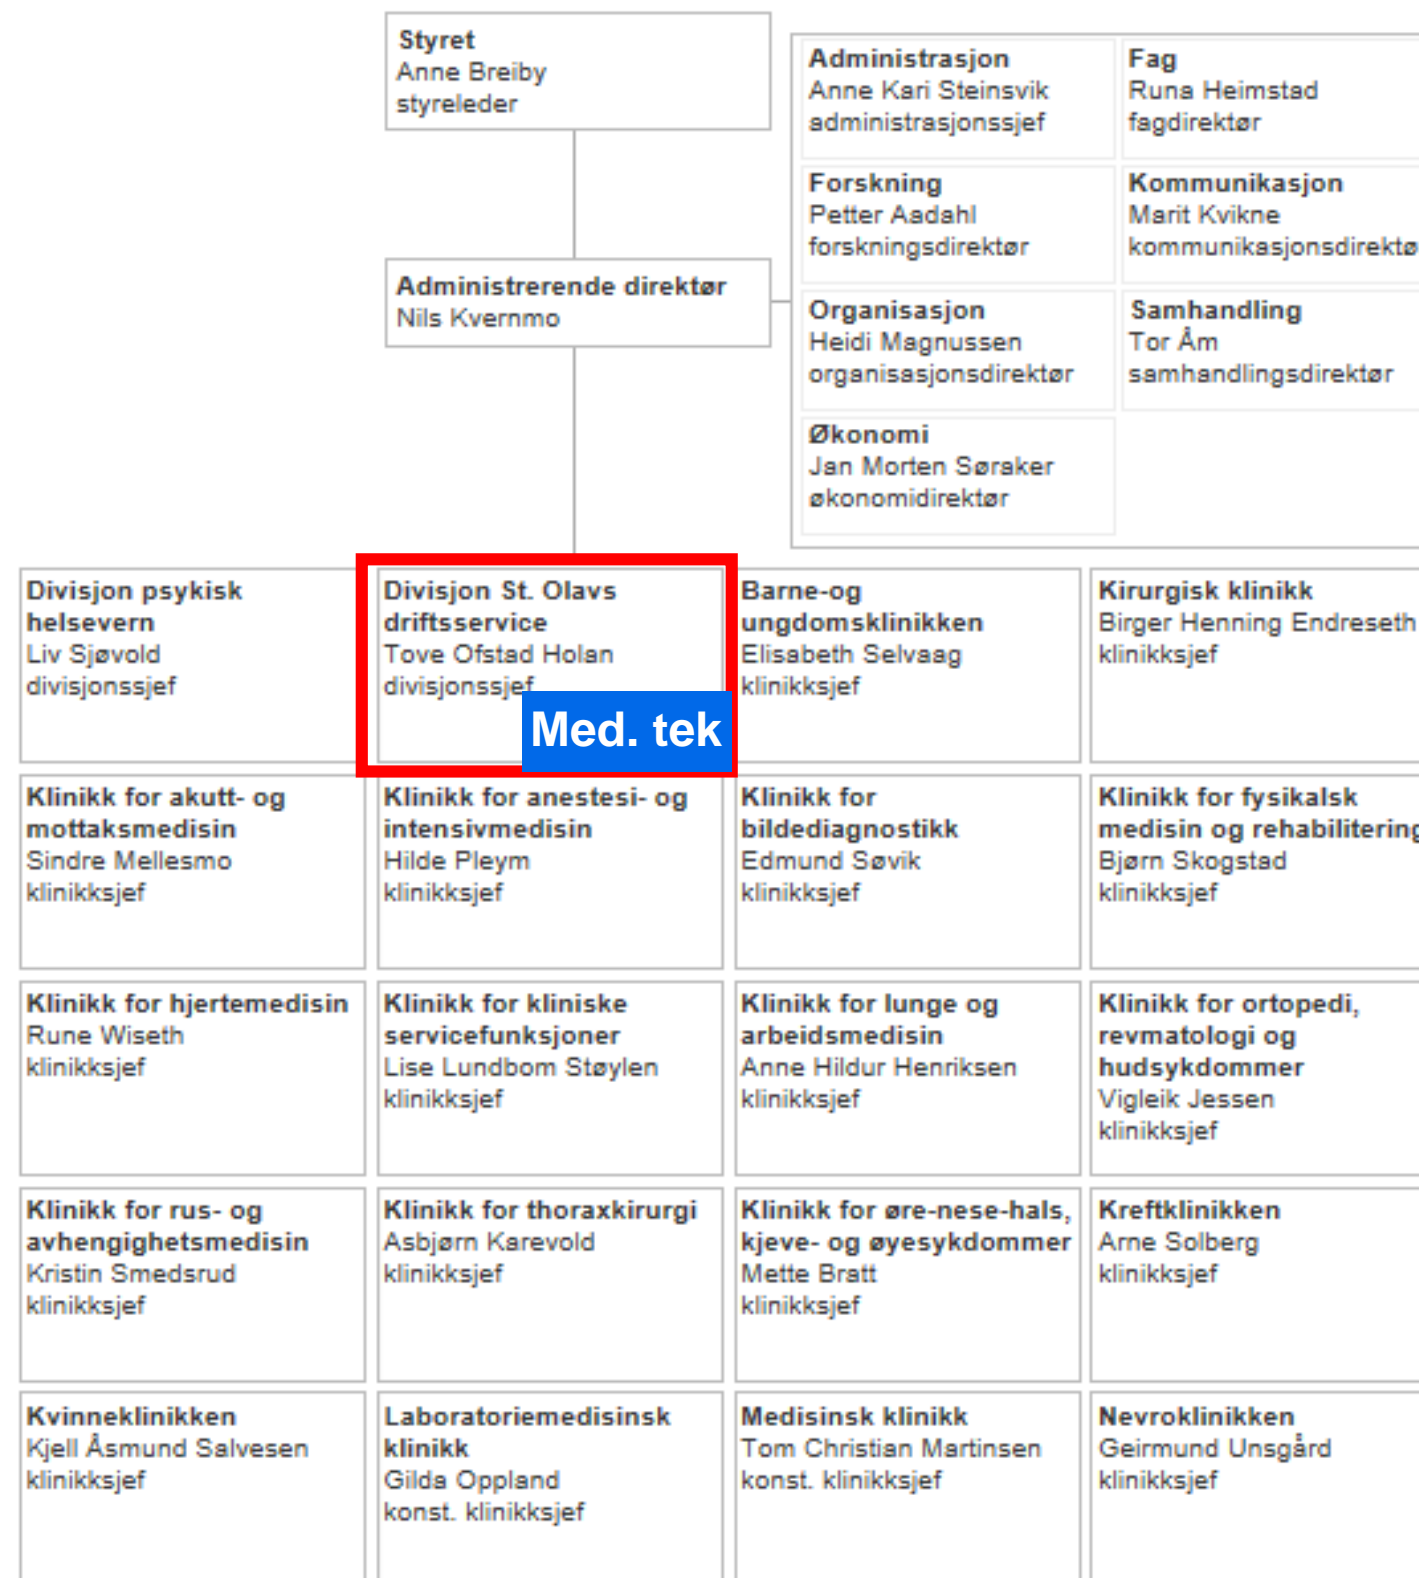 Styret
Anne Breiby
styreleder
Administrasjon
Anne Kari Steinsvik
administrasjonssjef
Fag
Runa Heimstad
fagdirektør
Forskning
Petter Aadahl
forskningsdirektør
Kommunikasjon
Marit Kvikne
kommunikasjonsdirektø
Administrerende direktør
Nils Kvernmo
Organisasjon
Heidi Magnussen
organisasjonsdirektør
Samhandling
Tor Åm
samhandlingsdirektør
Økonomi
Jan Morten Søraker
økonomidirektør
Divisjon psykisk
helsevern
Liv Sjøvold
divisjonssjef
Divisjon St. Olavs
driftsservice
Tove Ofstad Holan
divisjonssjef
Med. tek
Barne-og
ungdomsklinikken
Elisabeth Selvaag
klinikksjef
Kirurgisk klinikk
Birger Henning Endreseth
klinikksjef
Klinikk for akutt- og
mottaksmedisin
Sindre Mellesmo
klinikksjef
Klinikk for anestesi- og
intensivmedisin
Hilde Pleym
klinikksjef
Klinikk for
bildediagnostikk
Edmund Søvik
klinikksjef
Klinikk for fysikalsk
medisin og rehabilitering
Bjørn Skogstad
klinikksjef
Klinikk for hjertemedisin
Rune Wiseth
klinikksjef
Klinikk for kliniske
servicefunksjoner
Lise Lundbom Støylen
klinikksjef
Klinikk for lunge og
arbeidsmedisin
Anne Hildur Henriksen
klinikksjef
Klinikk for ortopedi,
revmatologi og
hudsykdommer
Vigleik Jessen
klinikksjef
Klinikk for rus- og
avhengighetsmedisin
Kristin Smedsrud
klinikksjef
Klinikk for thoraxkirurgi
Asbjørn Karevold
klinikksjef
Klinikk for øre-nese-hals,
kjeve- og øyesykdommer
Mette Bratt
klinikksjef
Kreftklinikken
Arne Solberg
klinikksjef
Kvinneklinikken
Kjell Åsmund Salvesen
klinikksjef
Laboratoriemedisinsk
klinikk
Gilda Oppland
konst. klinikksjef
Medisinsk klinikk
Tom Christian Martinsen
konst. klinikksjef
Nevroklinikken
Geirmund Unsgård
klinikksjef